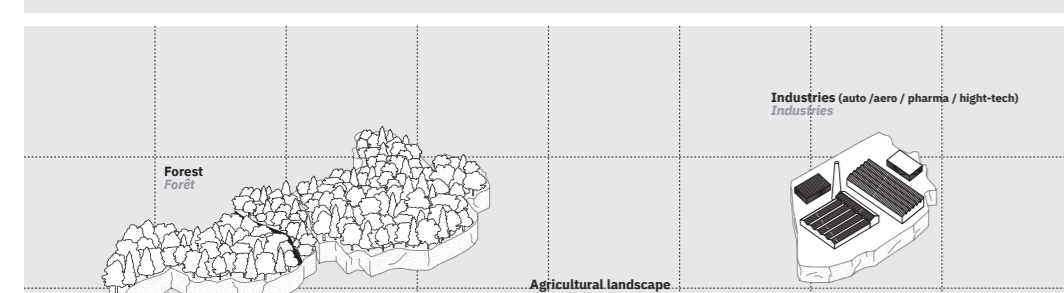 Industries (auto /aero / pharma / hight-tech)
Industries
Forest
Forêt
Agricultural landscape